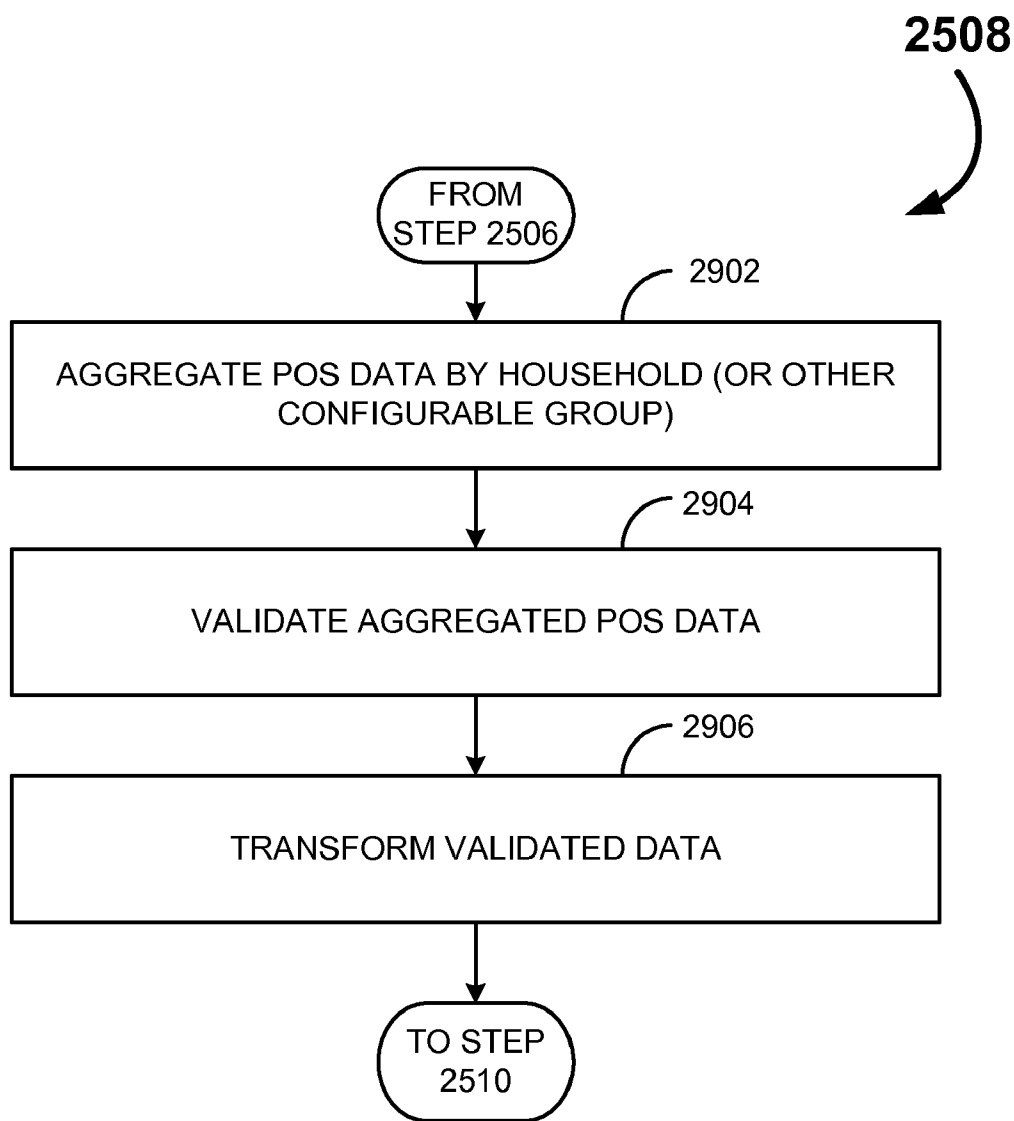 2508
FROM
STEP 2506
2902
AGGREGATE POS DATA BY HOUSEHOLD (OR OTHER
CONFIGURABLE GROUP)
2904
VALIDATE AGGREGATED POS DATA
2906
TRANSFORM VALIDATED DATA
TO STEP
2510